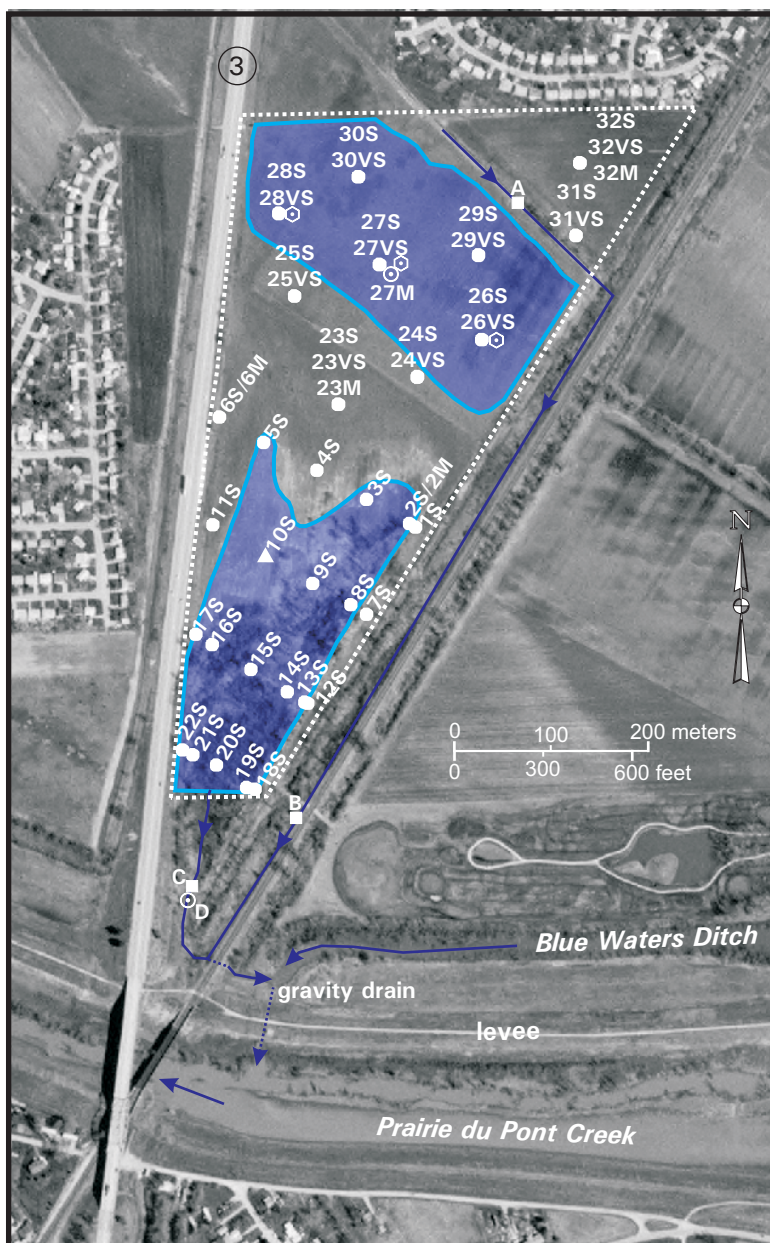 3
32S
32VS
32M
31S
31VS
A
30S
30VS
28S
28VS
27S
27VS
27M
29S
29VS
25S
25VS
26S
26VS
24S
24VS
23S
23VS
23M
6S/6M
5S
4S
3S
2S/2M
1S
11S
10S
9S
8S
7S
N
17S
16S
15S
14S
13S
12S
22S
21S
20S
19S
18S
0 100 200 meters
0 300 600 feet
B
C
D
Blue Waters Ditch
gravity drain
levee
Prairie du Pont Creek